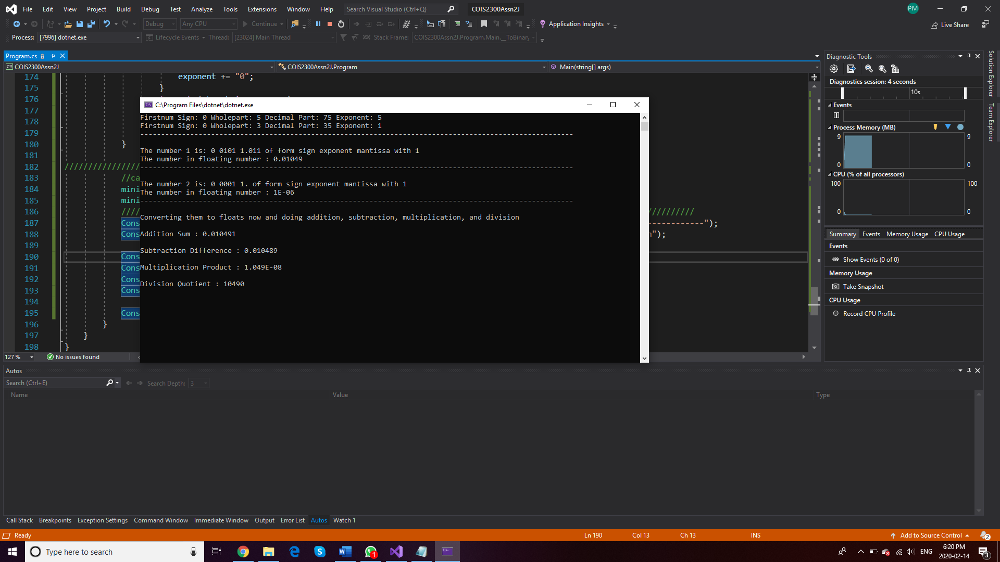 File Edit View Project Build Debug Test Analyze Tools Extensions Window Help Search Visual Studio (Ctrl+Q) COIS2300Assn2J PM
Debug Any CPU Continue Application Insights Live Share
Process: [7996] dotnet.exe Lifecycle Events Thread: [23024] Main Thread Stack Frame: COIS2300Assn2J.Program.Main.__ToBinary
Program.cs
COIS2300Assn2J COIS2300Assn2J.Program Main(string[] args)
174 exponent += "0";
175 }
176
177
178
179
180 }
181
182 ////////////////
183 //ca
184 mini
185 mini
186 //// //////////
187 Cons ------------");
188 Cons ");
189
190 Cons
191 Cons
192 Cons
193 Cons
194
195 Cons
196 }
197 }
198 }
127 % No issues found
C:\Program Files\dotnet\dotnet.exe
Firstnum Sign: 0 Wholepart: 5 Decimal Part: 75 Exponent: 5
Firstnum Sign: 0 Wholepart: 3 Decimal Part: 35 Exponent: 1
--------------------------------------------------------------------------------------------------------
The number 1 is: 0 0101 1.011 of form sign exponent mantissa with 1
The number in floating number : 0.01049
--------------------------------------------------------------------------------------------------------
The number 2 is: 0 0001 1. of form sign exponent mantissa with 1
The number in floating number : 1E-06
--------------------------------------------------------------------------------------------------------
Converting them to floats now and doing addition, subtraction, multiplication, and division
Addition Sum : 0.010491
Subtraction Difference : 0.010489
Multiplication Product : 1.049E-08
Division Quotient : 10490
Diagnostic Tools
Diagnostics session: 4 seconds
10s
Events
Process Memory (MB)
9 9
0 0
CPU (% of all processors)
100 100
0 0
Summary Events Memory Usage CPU Usage
Events
Show Events (0 of 0)
Memory Usage
Take Snapshot
CPU Usage
Record CPU Profile
Solution Explorer
Team Explorer
Autos
Search (Ctrl+E) Search Depth: 3
Name Value Type
Call Stack Breakpoints Exception Settings Command Window Immediate Window Output Error List Autos Watch 1
Ready Ln 190 Col 13 Ch 13 INS Add to Source Control 2
Type here to search 1 ENG 6:20 PM 3
2020-02-14